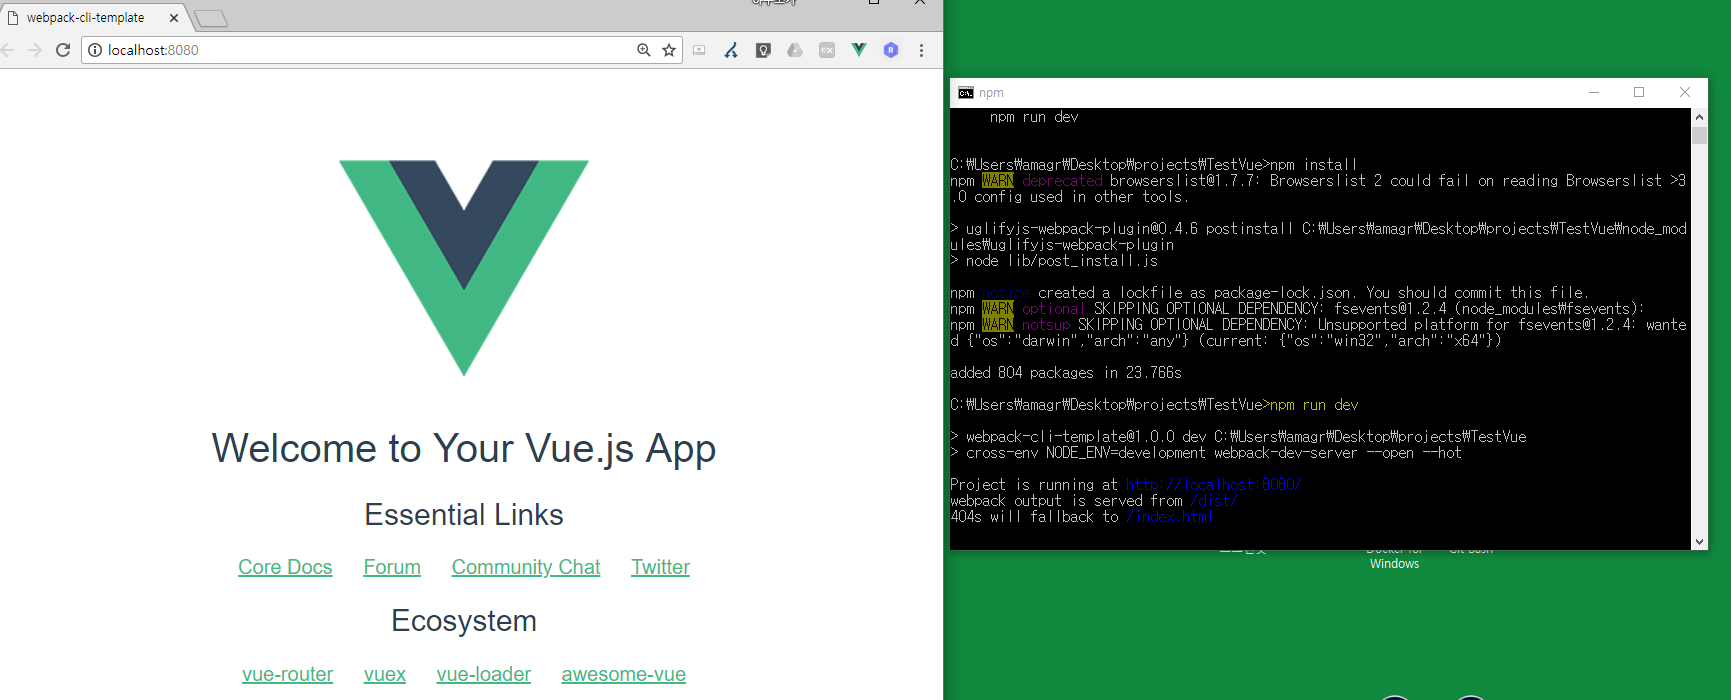 webpack-cli-template
localhost:8080
Welcome to Your Vue.js App
Essential Links
Core Docs Forum Community Chat Twitter
Ecosystem
vue-router vuex vue-loader awesome-vue
npm
npm run dev
C:₩Users₩amagr₩Desktop₩projects₩TestVue>npm install
npm WARN deprecated browserslist@1.7.7: Browserslist 2 could fail on reading Browserslist >3
.0 config used in other tools.
> uglifyjs-webpack-plugin@0.4.6 postinstall C:₩Users₩amagr₩Desktop₩projects₩TestVue₩node_mod
ules₩uglifyjs-webpack-plugin
> node lib/post_install.js
npm notice created a lockfile as package-lock.json. You should commit this file.
npm WARN optional SKIPPING OPTIONAL DEPENDENCY: fsevents@1.2.4 (node_modules₩fsevents):
npm WARN notsup SKIPPING OPTIONAL DEPENDENCY: Unsupported platform for fsevents@1.2.4: wante
d {"os":"darwin","arch":"any"} (current: {"os":"win32","arch":"x64"})
added 804 packages in 23.766s
C:₩Users₩amagr₩Desktop₩projects₩TestVue>npm run dev
> webpack-cli-template@1.0.0 dev C:₩Users₩amagr₩Desktop₩projects₩TestVue
> cross-env NODE_ENV=development webpack-dev-server --open --hot
Project is running at http://localhost:8080/
webpack output is served from /dist/
404s will fallback to /index.html
Docker for Git Bash
Windows